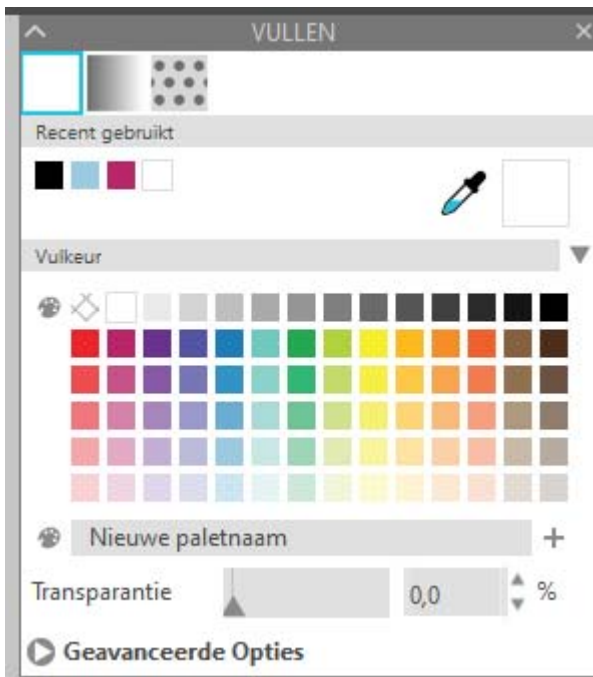 VULLEN
Recent gebruikt
Vulkeur
Nieuwe paletnaam
Transparantie 0,0 %
Geavanceerde Opties